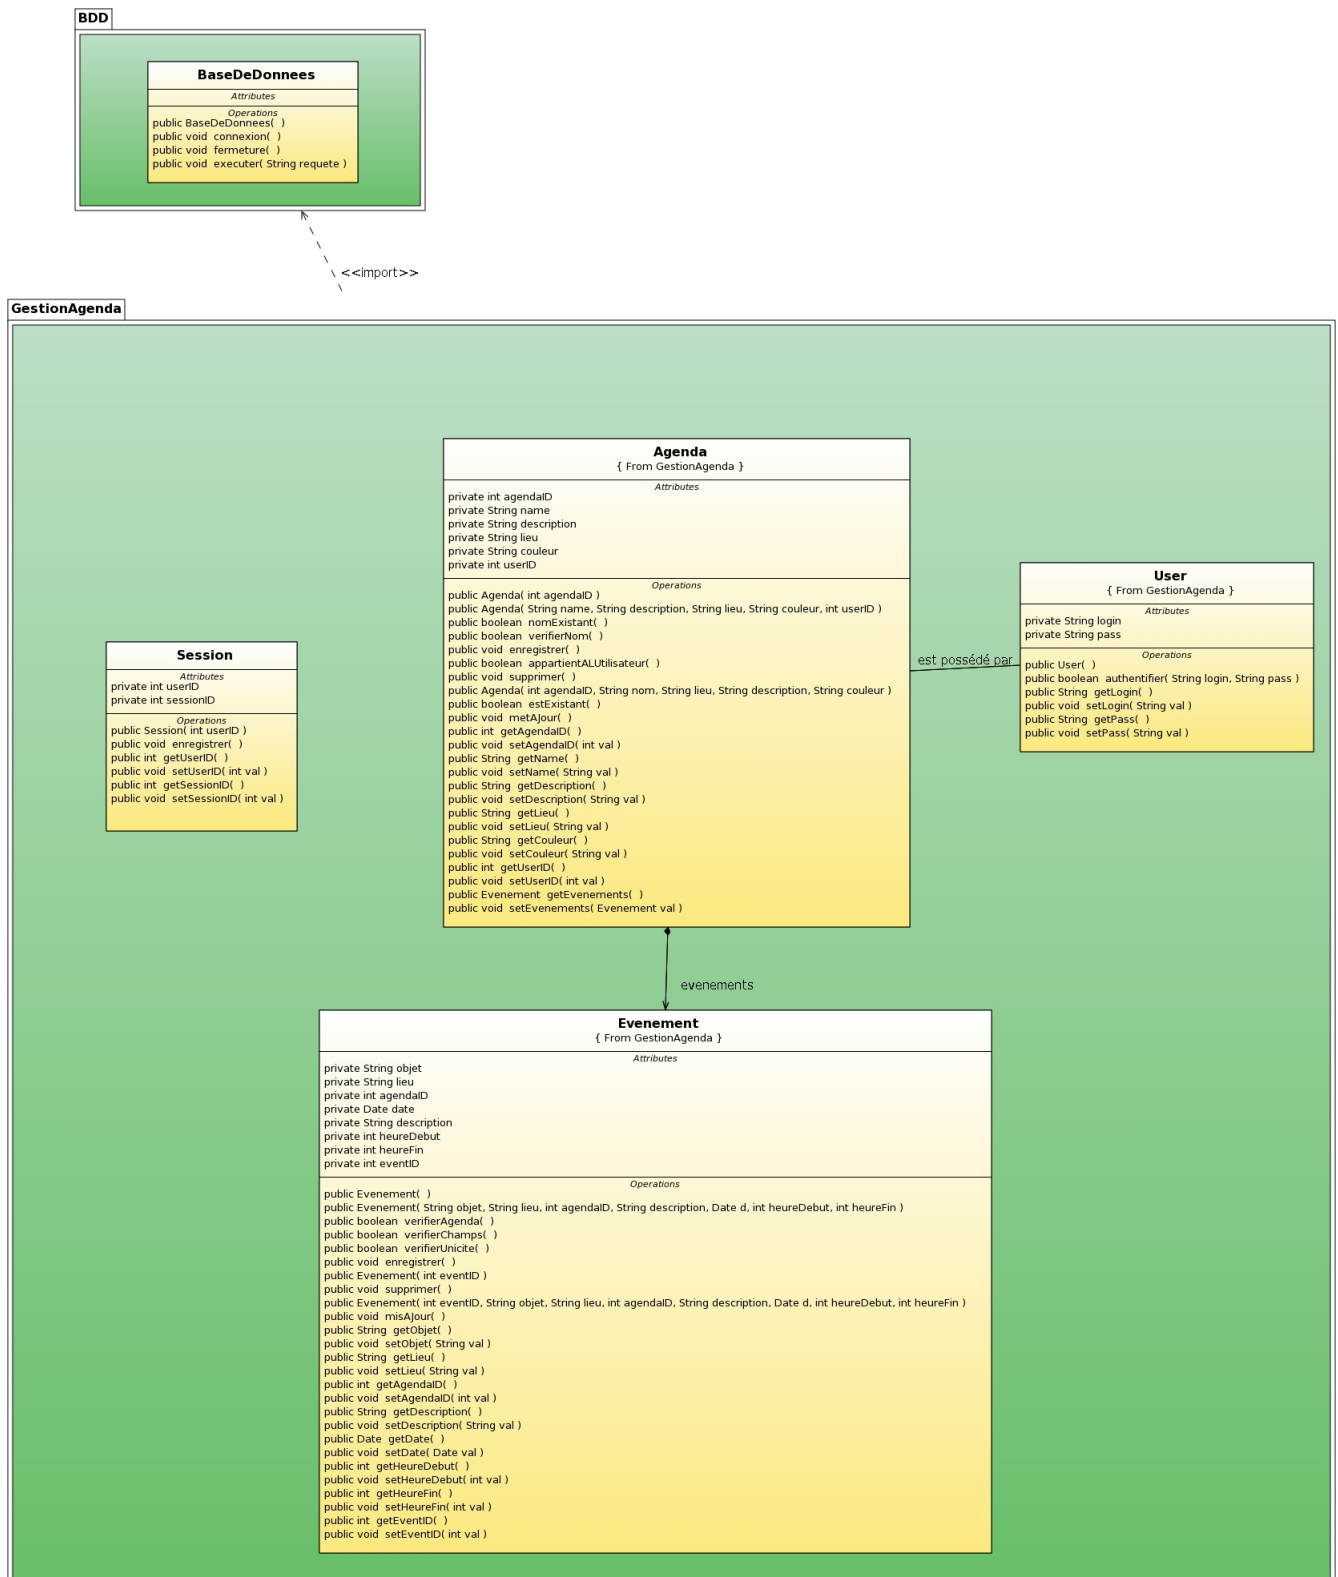 BDD
BaseDeDonnees
Attributes
Operations
public BaseDeDonnees(  )
public void  connexion(  )
public void  fermeture(  )
public void  executer( String requete )
<<import>>
GestionAgenda
Agenda
{ From GestionAgenda }
Attributes
private int agendaID
private String name
private String description
private String lieu
private String couleur
private int userID
Operations
public Agenda( int agendaID )
public Agenda( String name, String description, String lieu, String couleur, int userID )
public boolean  nomExistant(  )
public boolean  verifierNom(  )
public void  enregistrer(  )
public boolean  appartientALUtilisateur(  )
public void  supprimer(  )
public Agenda( int agendaID, String nom, String lieu, String description, String couleur )
public boolean  estExistant(  )
public void  metAJour(  )
public int  getAgendaID(  )
public void  setAgendaID( int val )
public String  getName(  )
public void  setName( String val )
public String  getDescription(  )
public void  setDescription( String val )
public String  getLieu(  )
public void  setLieu( String val )
public String  getCouleur(  )
public void  setCouleur( String val )
public int  getUserID(  )
public void  setUserID( int val )
public Evenement  getEvenements(  )
public void  setEvenements( Evenement val )
User
{ From GestionAgenda }
Attributes
private String login
private String pass
Operations
public User(  )
public boolean  authentifier( String login, String pass )
public String  getLogin(  )
public void  setLogin( String val )
public String  getPass(  )
public void  setPass( String val )
est possédé par
Session
Attributes
private int userID
private int sessionID
Operations
public Session( int userID )
public void  enregistrer(  )
public int  getUserID(  )
public void  setUserID( int val )
public int  getSessionID(  )
public void  setSessionID( int val )
evenements
Evenement
{ From GestionAgenda }
Attributes
private String objet
private String lieu
private int agendaID
private Date date
private String description
private int heureDebut
private int heureFin
private int eventID
Operations
public Evenement(  )
public Evenement( String objet, String lieu, int agendaID, String description, Date d, int heureDebut, int heureFin )
public boolean  verifierAgenda(  )
public boolean  verifierChamps(  )
public boolean  verifierUnicite(  )
public void  enregistrer(  )
public Evenement( int eventID )
public void  supprimer(  )
public Evenement( int eventID, String objet, String lieu, int agendaID, String description, Date d, int heureDebut, int heureFin )
public void  misAJour(  )
public String  getObjet(  )
public void  setObjet( String val )
public String  getLieu(  )
public void  setLieu( String val )
public int  getAgendaID(  )
public void  setAgendaID( int val )
public String  getDescription(  )
public void  setDescription( String val )
public Date  getDate(  )
public void  setDate( Date val )
public int  getHeureDebut(  )
public void  setHeureDebut( int val )
public int  getHeureFin(  )
public void  setHeureFin( int val )
public int  getEventID(  )
public void  setEventID( int val )